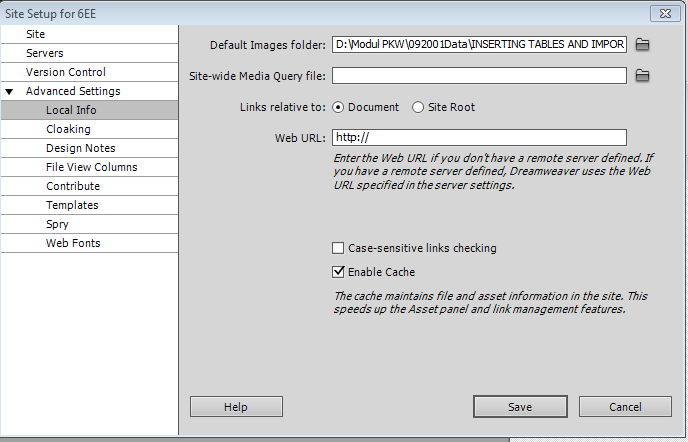 Site Setup for 6EE
Site
Servers
Version Control
Advanced Settings
Local Info
Cloaking
Design Notes
File View Columns
Contribute
Templates
Spry
Web Fonts
Default Images folder: D:\Modul PKW\092001Data\INSERTING TABLES AND IMPOR
Site-wide Media Query file:
Links relative to: Document Site Root
Web URL: http://
Enter the Web URL if you don't have a remote server defined. If
you have a remote server defined, Dreamweaver uses the Web
URL specified in the server settings.
Case-sensitive links checking
Enable Cache
The cache maintains file and asset information in the site. This
speeds up the Asset panel and link management features.
Help Save Cancel